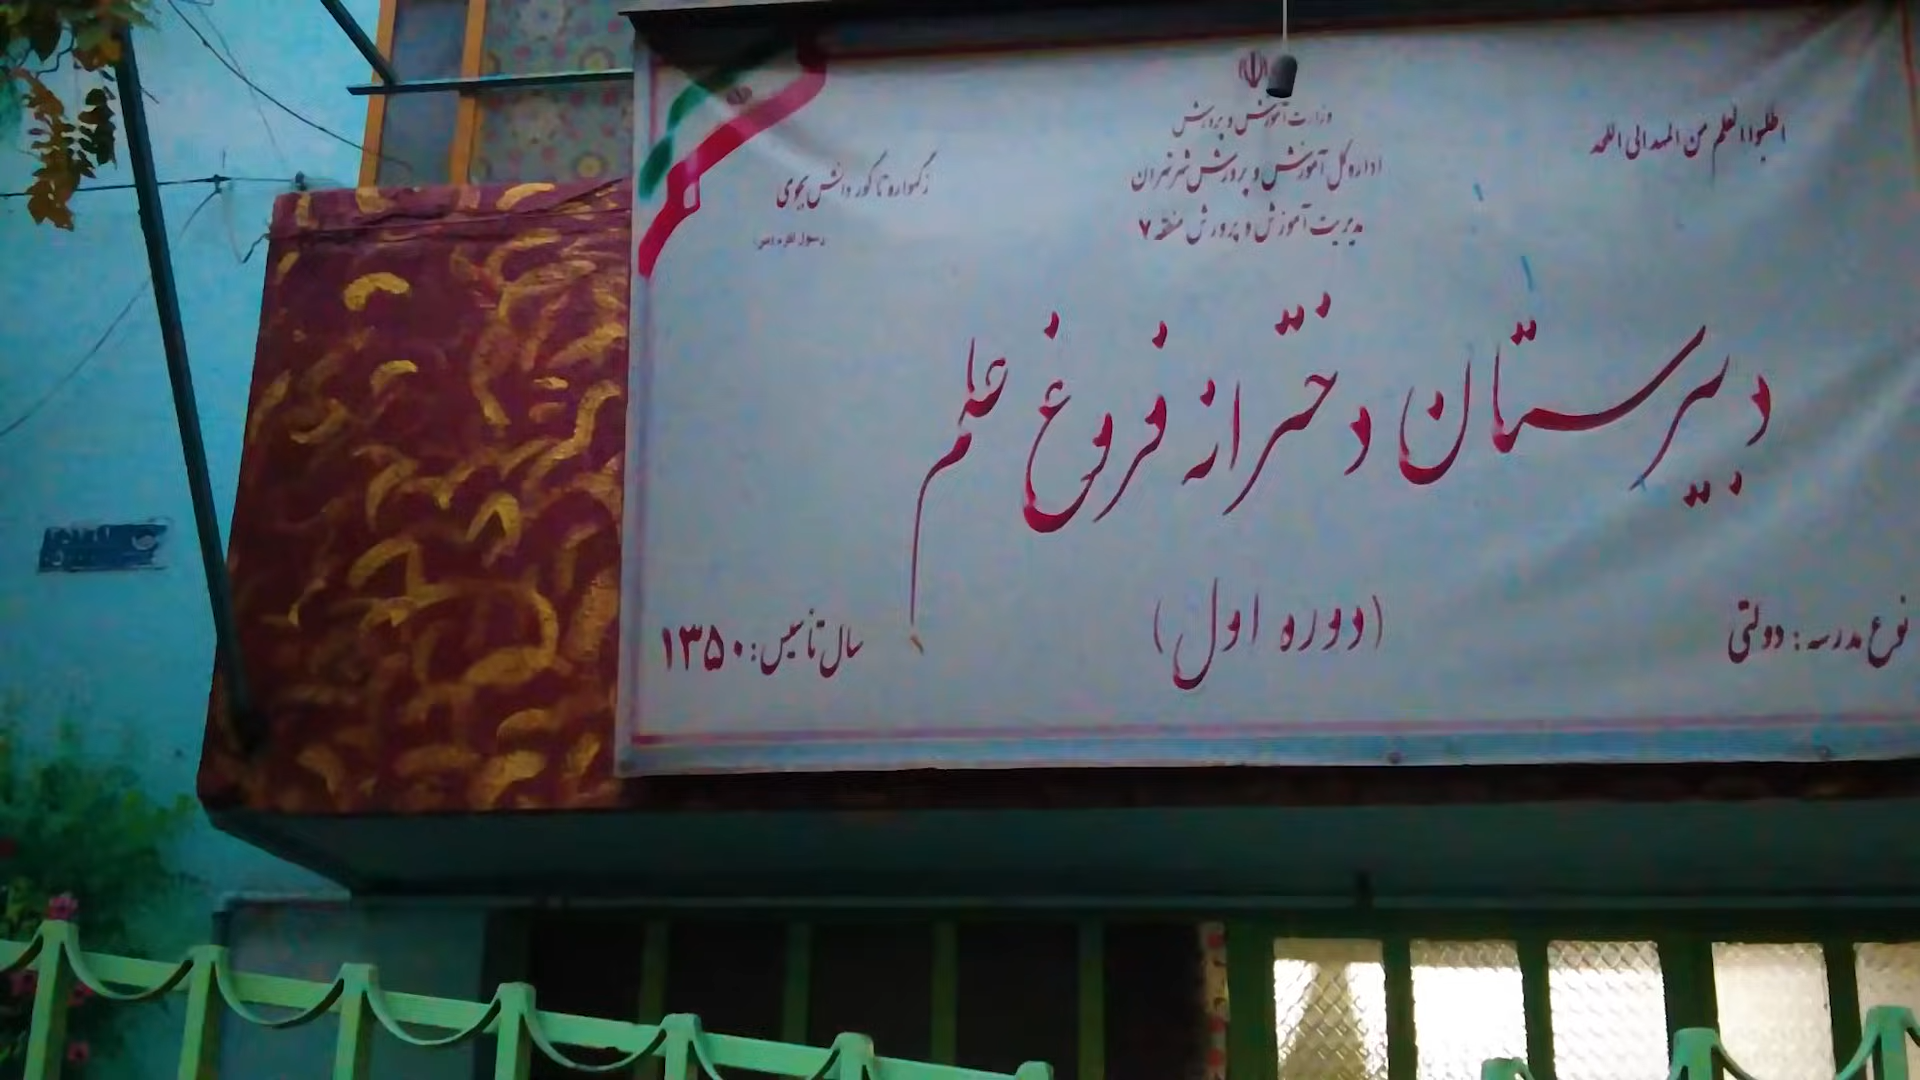 اطلبوا العلم من المهد الی اللحد
وزارت آموزش و پرورش
اداره کل آموزش و پرورش شهر تهران
مدیریت آموزش و پرورش منطقه ۷
ز گهواره تا گور دانش بجوی
رسول اکرم (ص)
دبیرستان دخترانه فروغ علم
(دوره اول)
نوع مدرسه : دولتی
سال تأسیس : ۱۳۵۰